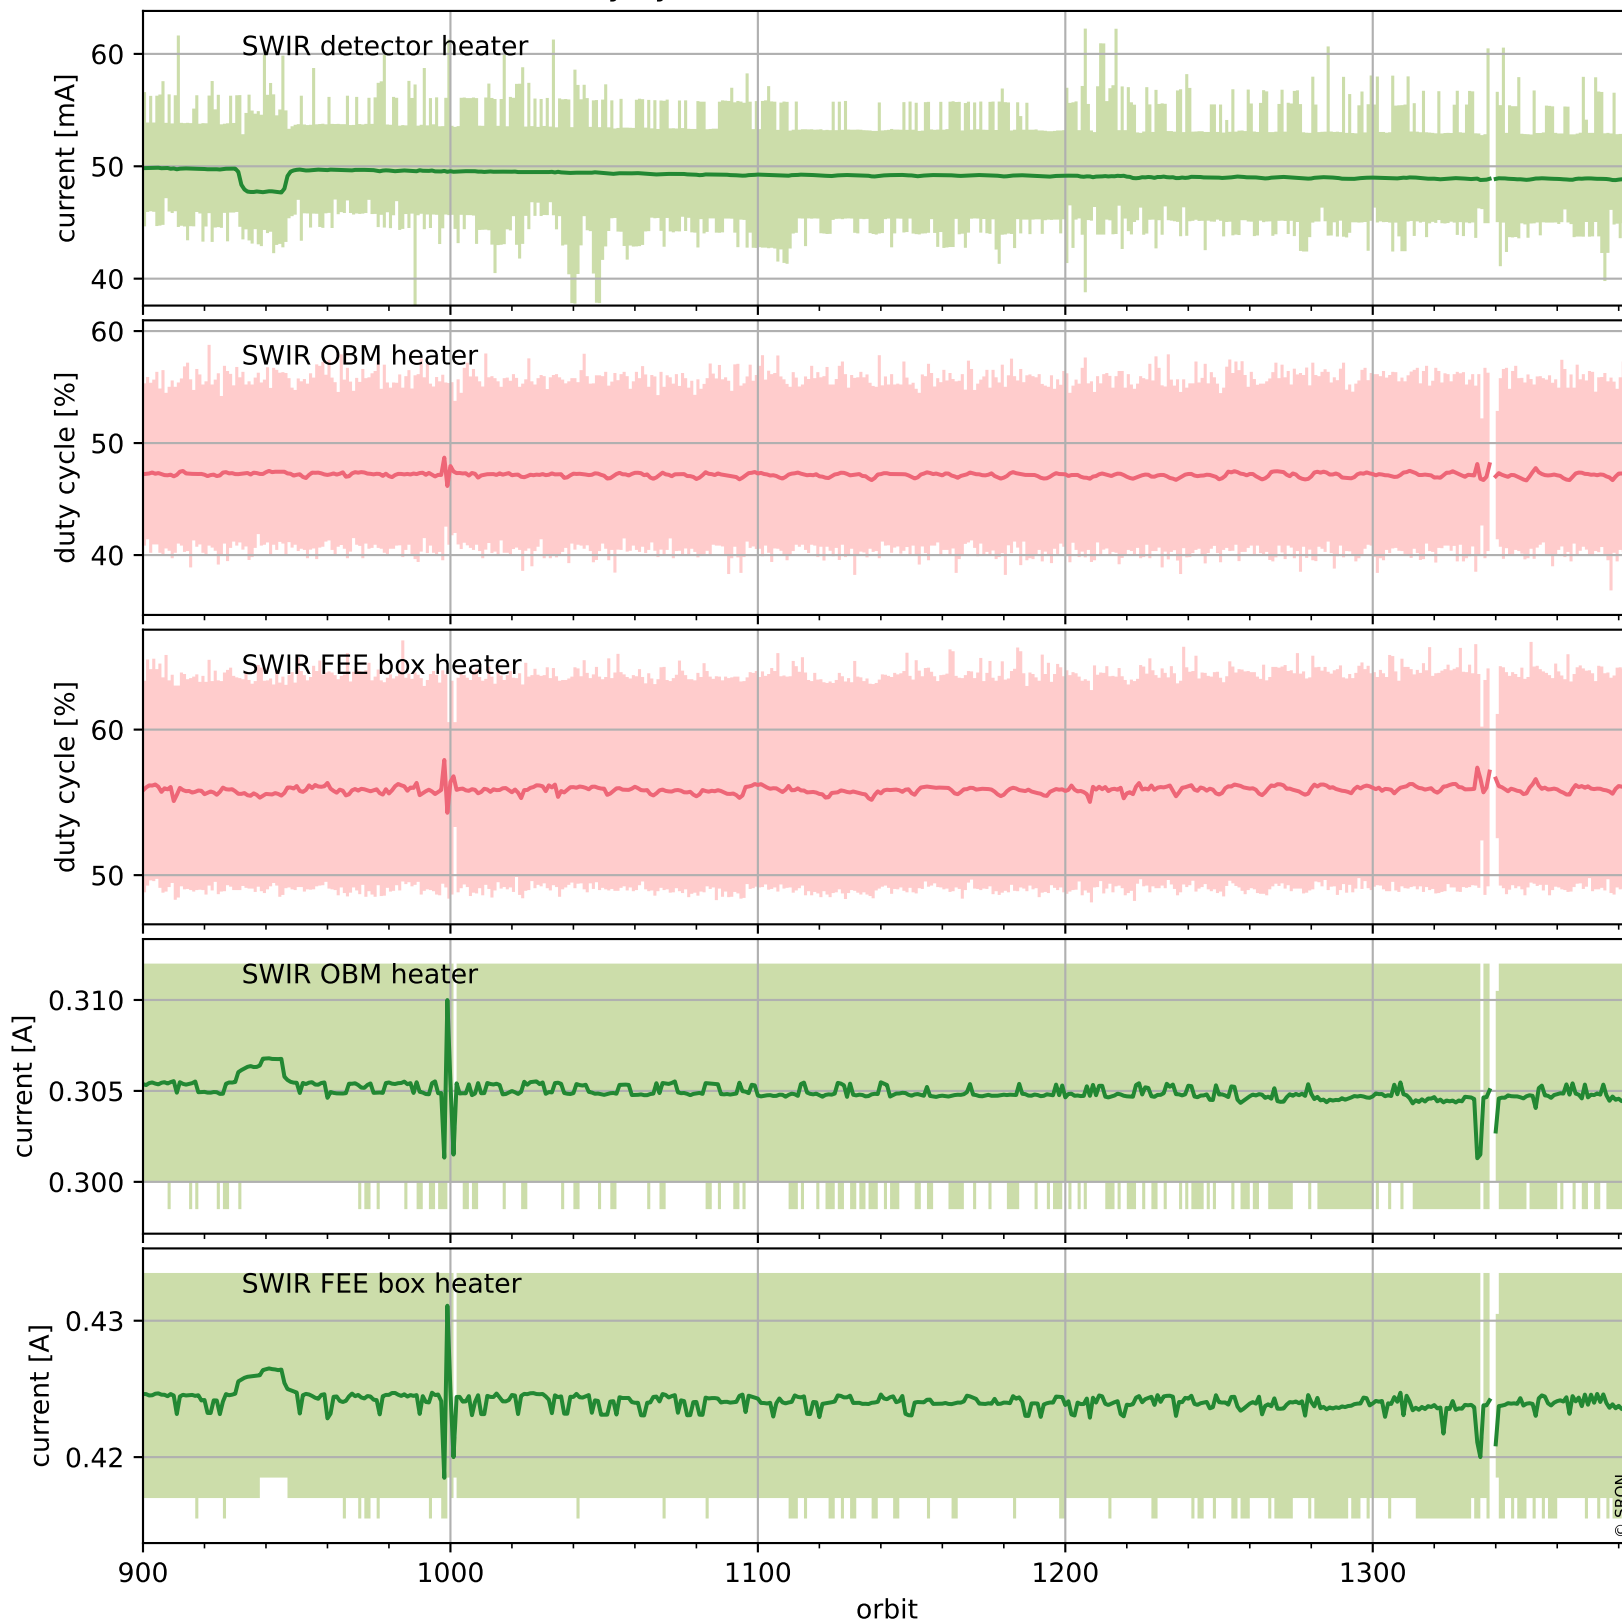 SWIR detector heater
current [mA]
60
50
40
SWIR OBM heater
duty cycle [%]
60
50
40
SWIR FEE box heater
duty cycle [%]
60
50
SWIR OBM heater
current [A]
0.310
0.305
0.300
SWIR FEE box heater
current [A]
0.43
0.42
© SRON
900 1000 1100 1200 1300
orbit